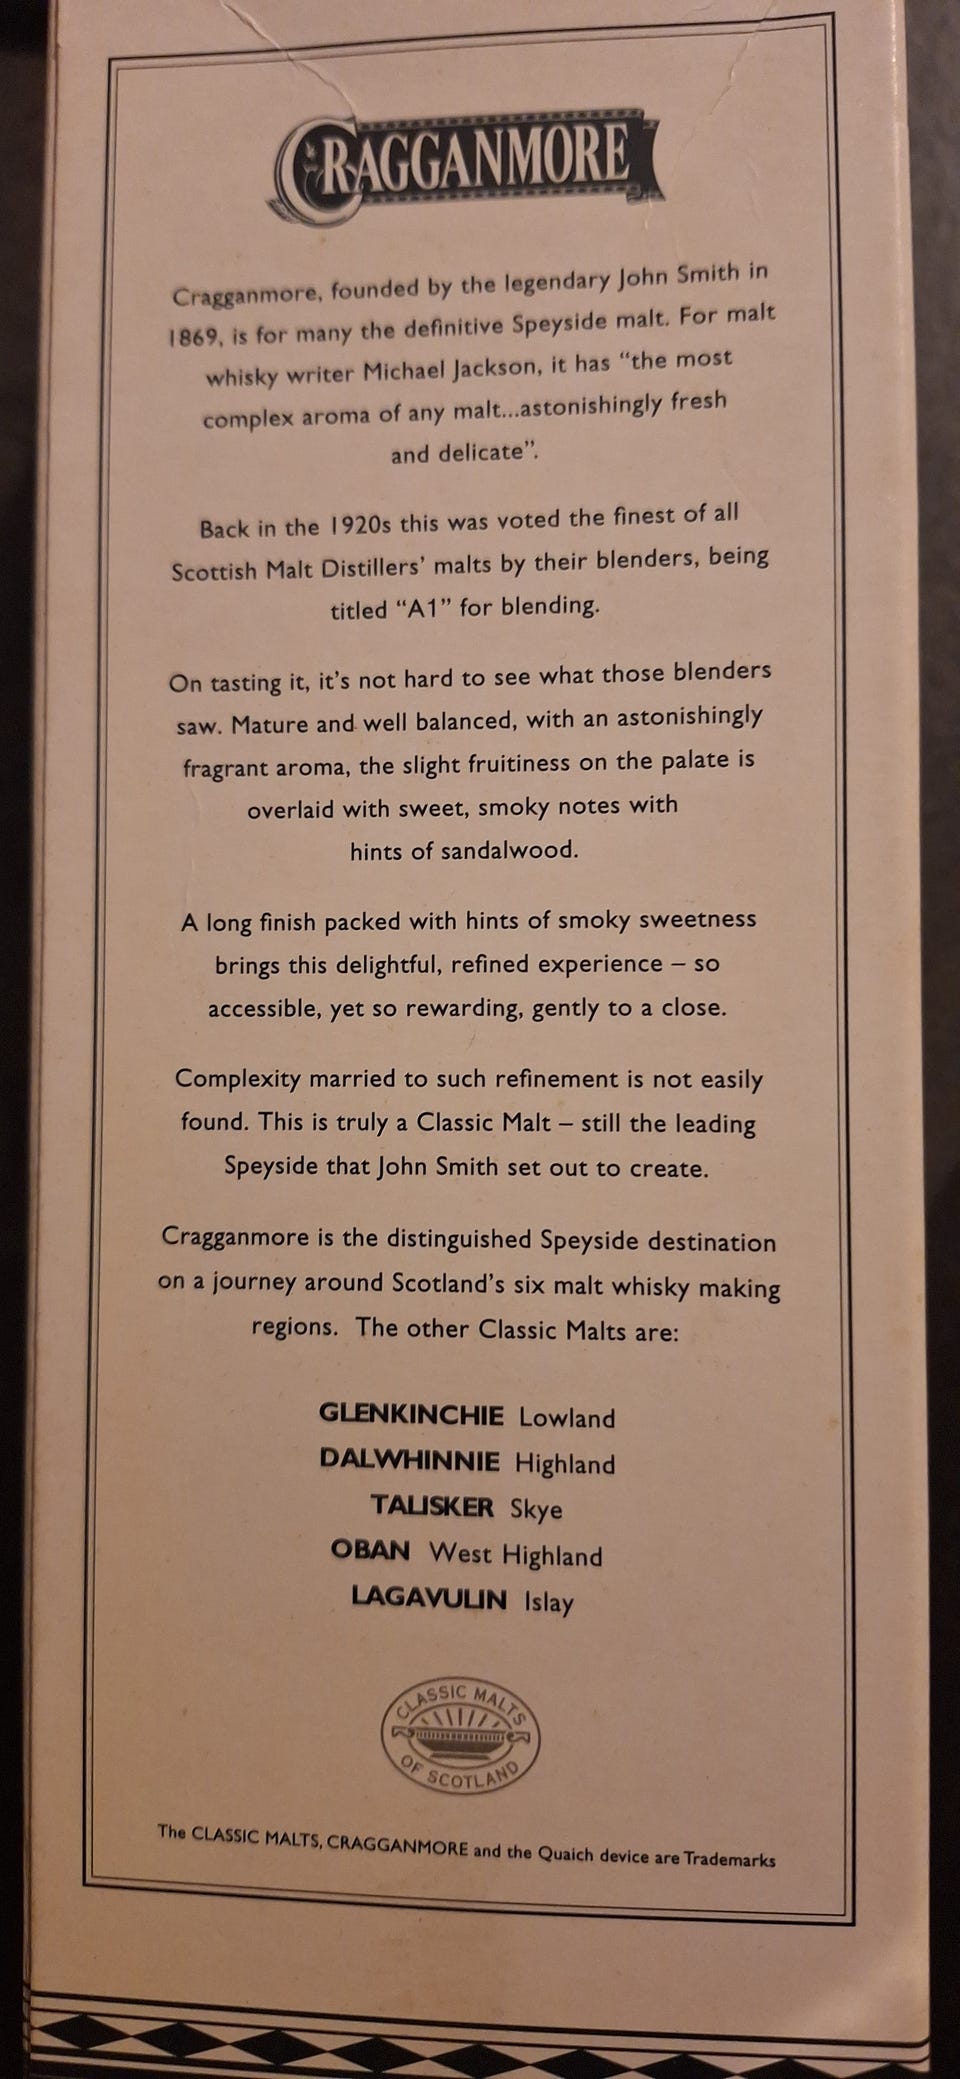 CRAGGANMORE
Cragganmore, founded by the legendary John Smith in
1869, is for many the definitive Speyside malt. For malt
whisky writer Michael Jackson, it has “the most
complex aroma of any malt...astonishingly fresh
and delicate”.
Back in the 1920s this was voted the finest of all
Scottish Malt Distillers’ malts by their blenders, being
titled “A1” for blending.
On tasting it, it’s not hard to see what those blenders
saw. Mature and well balanced, with an astonishingly
fragrant aroma, the slight fruitiness on the palate is
overlaid with sweet, smoky notes with
hints of sandalwood.
A long finish packed with hints of smoky sweetness
brings this delightful, refined experience – so
accessible, yet so rewarding, gently to a close.
Complexity married to such refinement is not easily
found. This is truly a Classic Malt – still the leading
Speyside that John Smith set out to create.
Cragganmore is the distinguished Speyside destination
on a journey around Scotland’s six malt whisky making
regions. The other Classic Malts are:
GLENKINCHIE Lowland
DALWHINNIE Highland
TALISKER Skye
OBAN West Highland
LAGAVULIN Islay
CLASSIC MALTS
OF SCOTLAND
The CLASSIC MALTS, CRAGGANMORE and the Quaich device are Trademarks